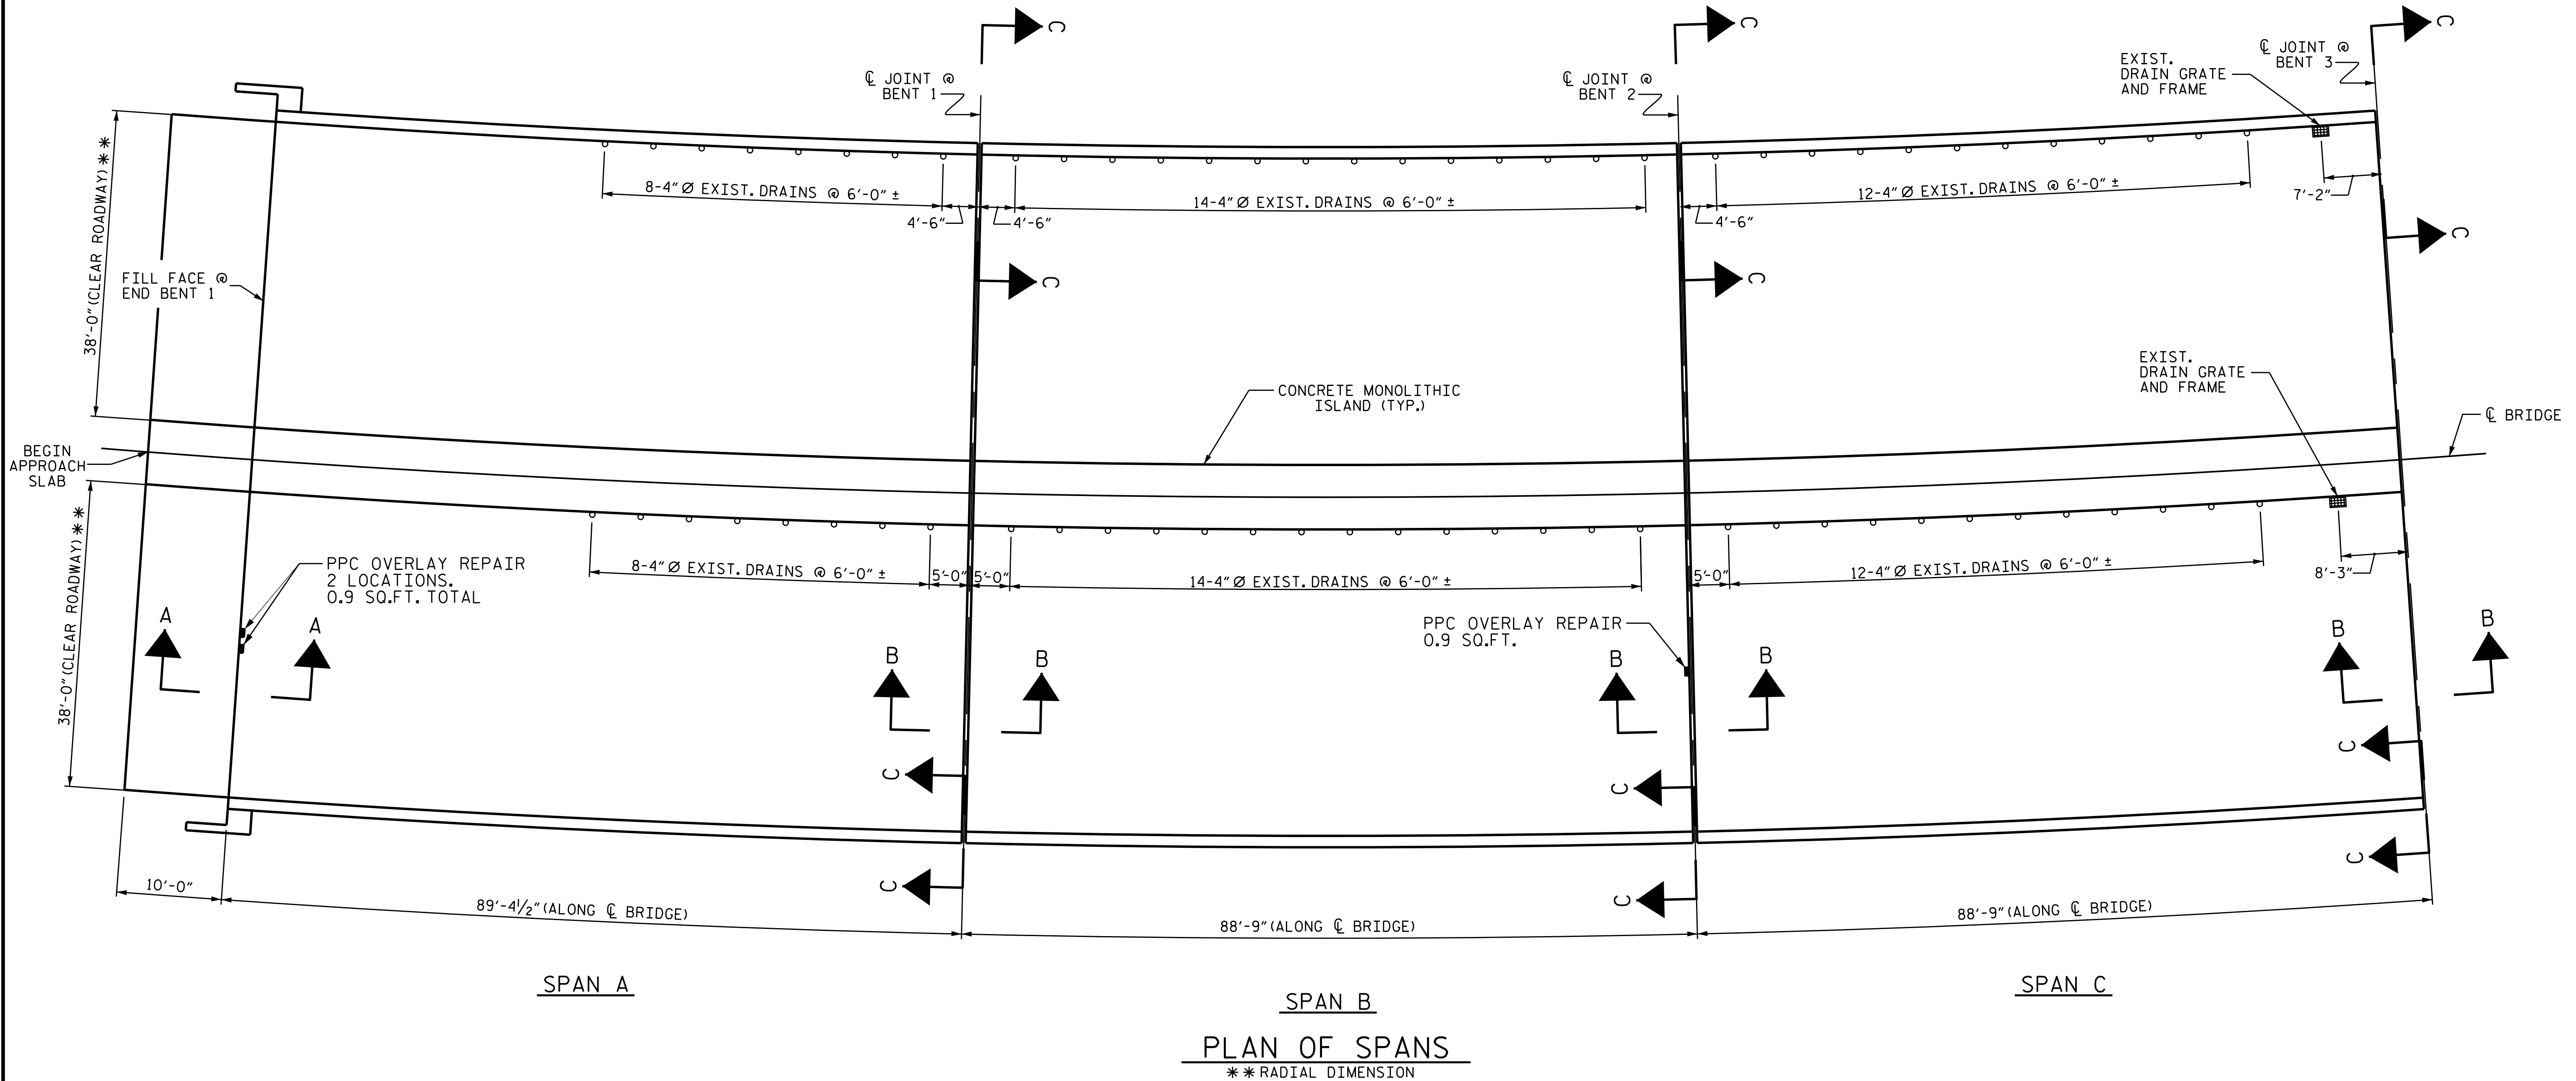 C
C
C
℄ JOINT @
BENT 1
℄ JOINT @
BENT 2
℄ JOINT @
BENT 3
EXIST.
DRAIN GRATE
AND FRAME
38'-0" (CLEAR ROADWAY) **
8-4" Ø EXIST. DRAINS @ 6'-0" ±
4'-6"
4'-6"
14-4" Ø EXIST. DRAINS @ 6'-0" ±
4'-6"
12-4" Ø EXIST. DRAINS @ 6'-0" ±
7'-2"
C
C
C
FILL FACE @
END BENT 1
CONCRETE MONOLITHIC
ISLAND (TYP.)
EXIST.
DRAIN GRATE
AND FRAME
℄ BRIDGE
BEGIN
APPROACH
SLAB
38'-0" (CLEAR ROADWAY) **
8-4" Ø EXIST. DRAINS @ 6'-0" ±
5'-0"
5'-0"
14-4" Ø EXIST. DRAINS @ 6'-0" ±
5'-0"
12-4" Ø EXIST. DRAINS @ 6'-0" ±
8'-3"
PPC OVERLAY REPAIR
2 LOCATIONS.
0.9 SQ.FT. TOTAL
PPC OVERLAY REPAIR
0.9 SQ.FT.
A
A
B
B
B
B
B
B
C
C
C
C
C
C
10'-0"
89'-4½" (ALONG ℄ BRIDGE)
88'-9" (ALONG ℄ BRIDGE)
88'-9" (ALONG ℄ BRIDGE)
SPAN A
SPAN B
SPAN C
PLAN OF SPANS
** RADIAL DIMENSION